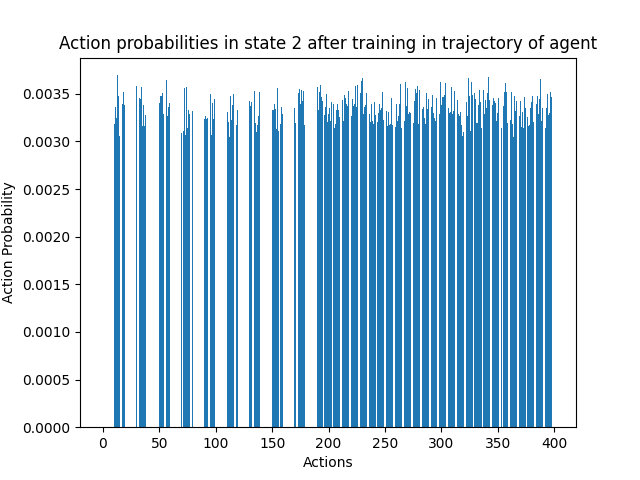 Action probabilities in state 2 after training in trajectory of agent
0.0035
0.0030
0.0025
0.0020
0.0015
0.0010
0.0005
0.0000
Action Probability
0 50 100 150 200 250 300 350 400
Actions